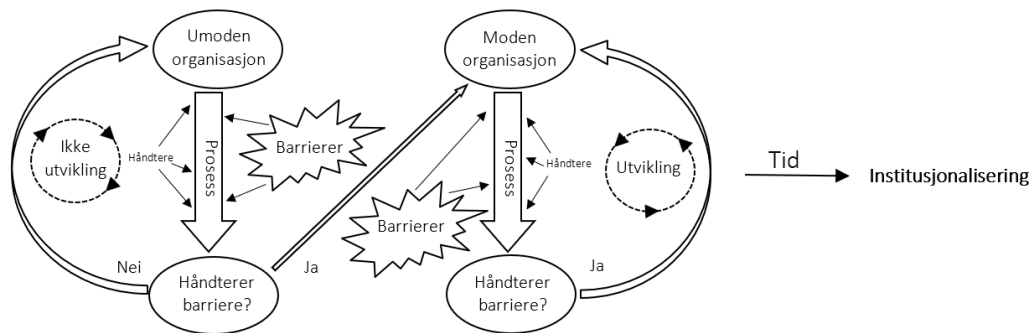 Umoden
organisasjon
Ikke
utvikling
Håndtere
Prosess
Barrierer
Nei
Håndterer
barriere?
Ja
Moden
organisasjon
Barrierer
Prosess
Håndtere
Utvikling
Håndterer
barriere?
Ja
Tid
Institusjonalisering